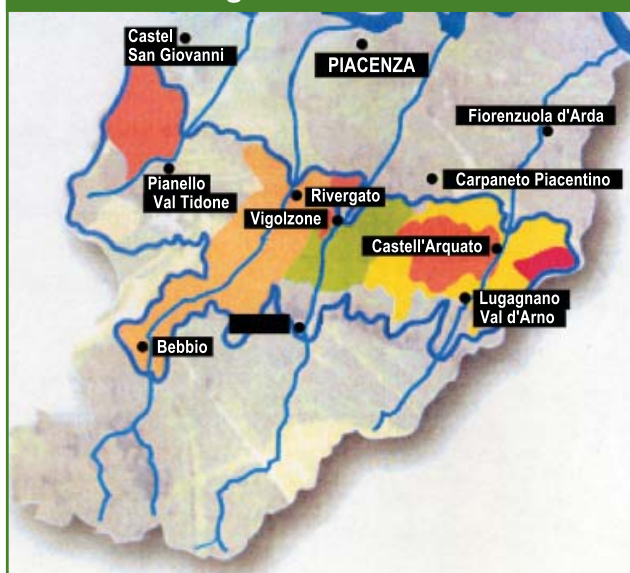 Castel
San Giovanni
PIACENZA
Fiorenzuola d'Arda
Pianello
Val Tidone
Rivergato
Carpaneto Piacentino
Vigolzone
Castell'Arquato
Lugagnano
Val d'Arno
Bebbio